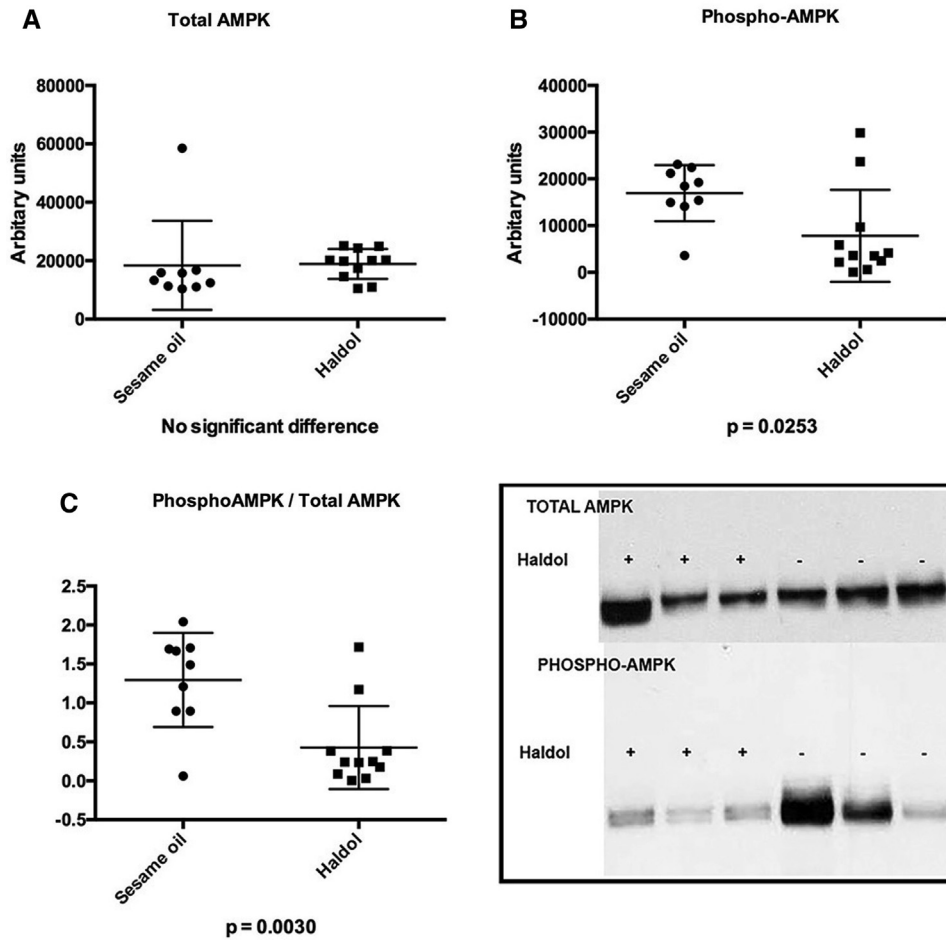 A
Total AMPK
80000
60000
40000
20000
0
Arbitary units
Sesame oil
Haldol
No significant difference
B
Phospho-AMPK
40000
30000
20000
10000
0
-10000
Arbitary units
Sesame oil
Haldol
p = 0.0253
C
PhosphoAMPK / Total AMPK
2.5
2.0
1.5
1.0
0.5
0.0
-0.5
Sesame oil
Haldol
p = 0.0030
TOTAL AMPK
Haldol + + + - - -
PHOSPHO-AMPK
Haldol + + + - - -